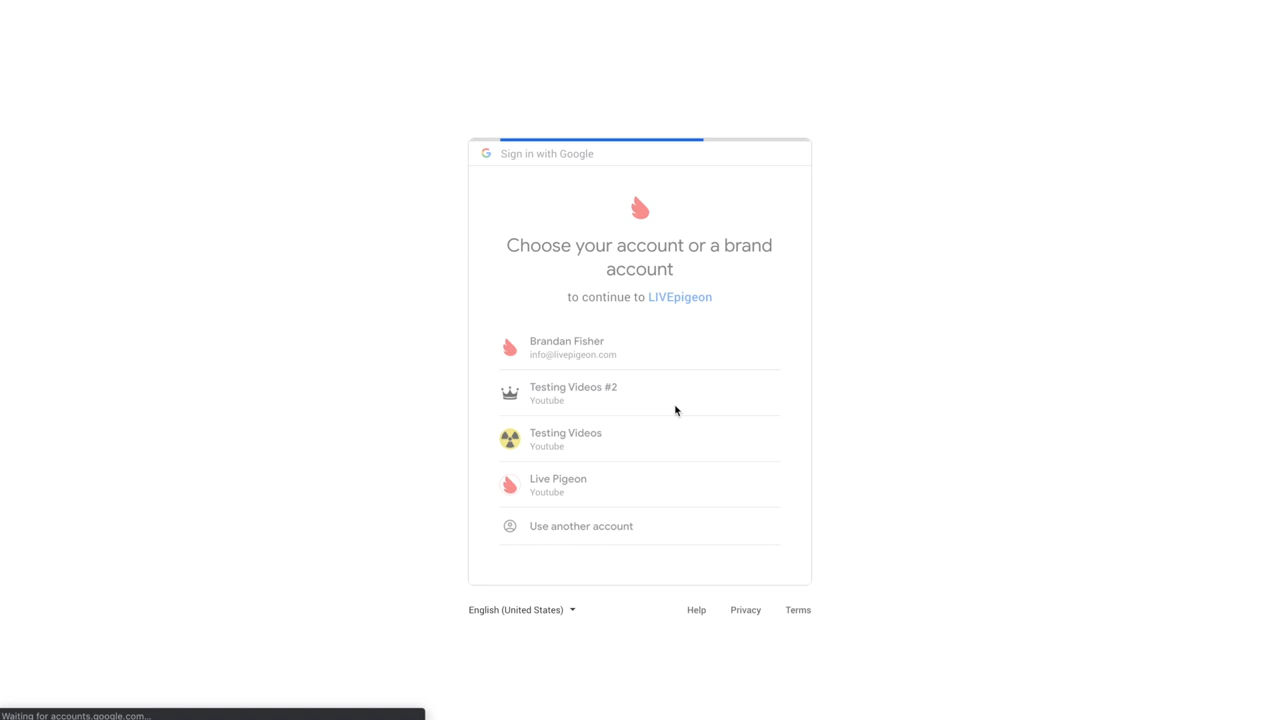 Sign in with Google
Choose your account or a brand
account
to continue to LIVEpigeon
Brandan Fisher
info@livepigeon.com
Testing Videos #2
Youtube
Testing Videos
Youtube
Live Pigeon
Youtube
Use another account
English (United States)
Help
Privacy
Terms
Waiting for accounts.google.com...